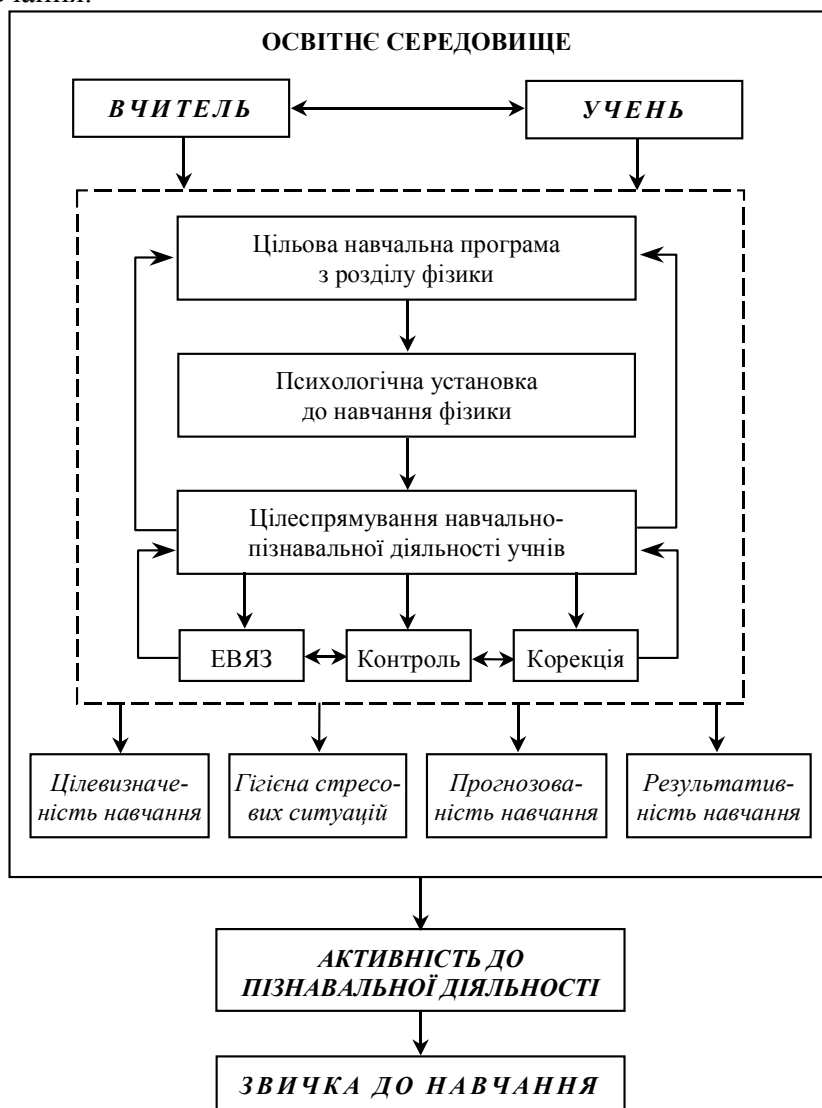 ОСВІТНЄ СЕРЕДОВИЩЕ
ВЧИТЕЛЬ
УЧЕНЬ
Цільова навчальна програма
з розділу фізики
Психологічна установка
до навчання фізики
Цілеспрямування навчально-
пізнавальної діяльності учнів
ЕВЯЗ
Контроль
Корекція
Цілевизначе-
ність навчання
Гігієна стресо-
вих ситуацій
Прогнозова-
ність навчання
Результатив-
ність навчання
АКТИВНІСТЬ ДО
ПІЗНАВАЛЬНОЇ ДІЯЛЬНОСТІ
ЗВИЧКА ДО НАВЧАННЯ